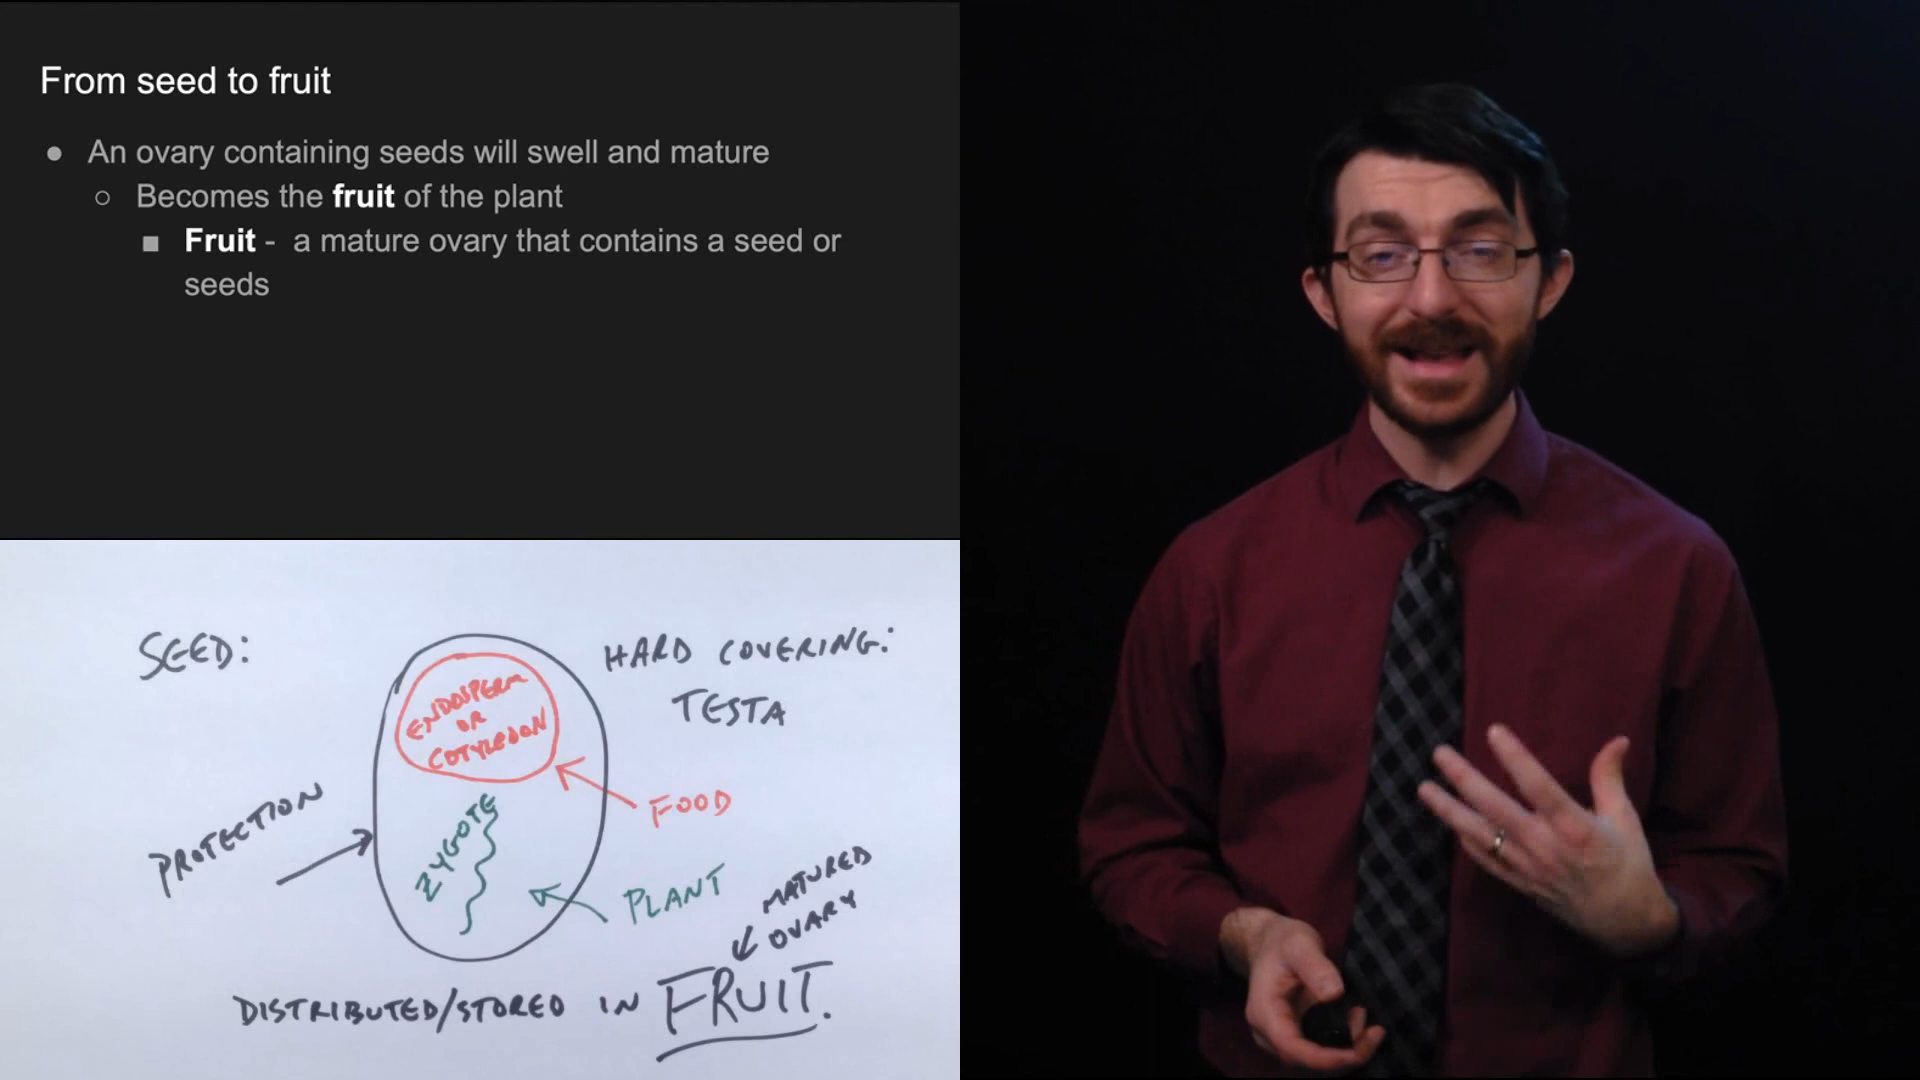 From seed to fruit
● An ovary containing seeds will swell and mature
○ Becomes the fruit of the plant
■ Fruit - a mature ovary that contains a seed or
seeds
SEED:
HARD COVERING:
TESTA
ENDOSPERM
OR
COTYLEDON
PROTECTION
FOOD
ZYGOTE
PLANT
MATURED
OVARY
DISTRIBUTED/STORED IN FRUIT.